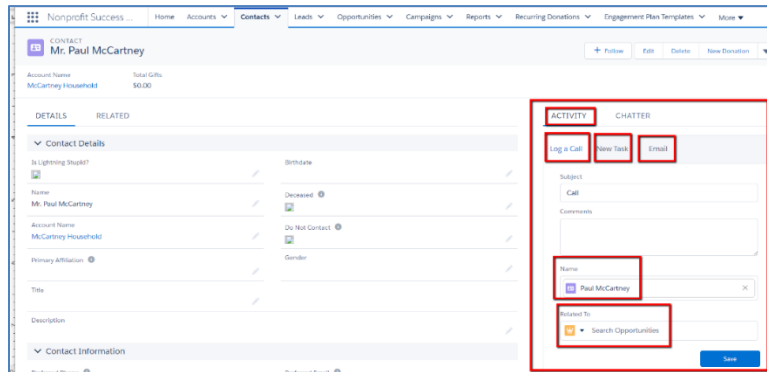 Nonprofit Success ... Home Accounts Contacts Leads Opportunities Campaigns Reports Recurring Donations Engagement Plan Templates More
CONTACT
Mr. Paul McCartney
+ Follow Edit Delete New Donation
Account Name Total Gifts
McCartney Household $0.00
DETAILS RELATED
Contact Details
Is Lightning Stupid? Birthdate
Name Deceased
Mr. Paul McCartney
Account Name Do Not Contact
McCartney Household
Primary Affiliation Gender
Title
Description
Contact Information
ACTIVITY CHATTER
Log a Call New Task Email
Subject
Call
Comments
Name
Paul McCartney
Related To
Search Opportunities
Save